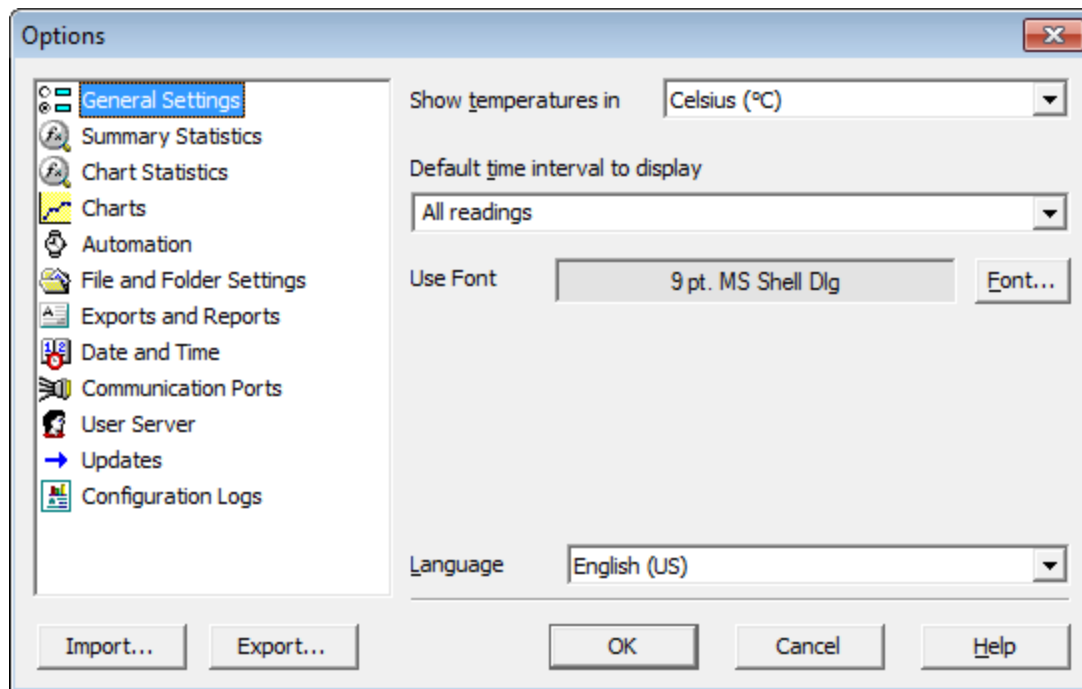 Options
General Settings
Summary Statistics
Chart Statistics
Charts
Automation
File and Folder Settings
Exports and Reports
Date and Time
Communication Ports
User Server
Updates
Configuration Logs
Show temperatures in Celsius (°C)
Default time interval to display
All readings
Use Font 9 pt. MS Shell Dlg Font...
Language English (US)
Import... Export... OK Cancel Help